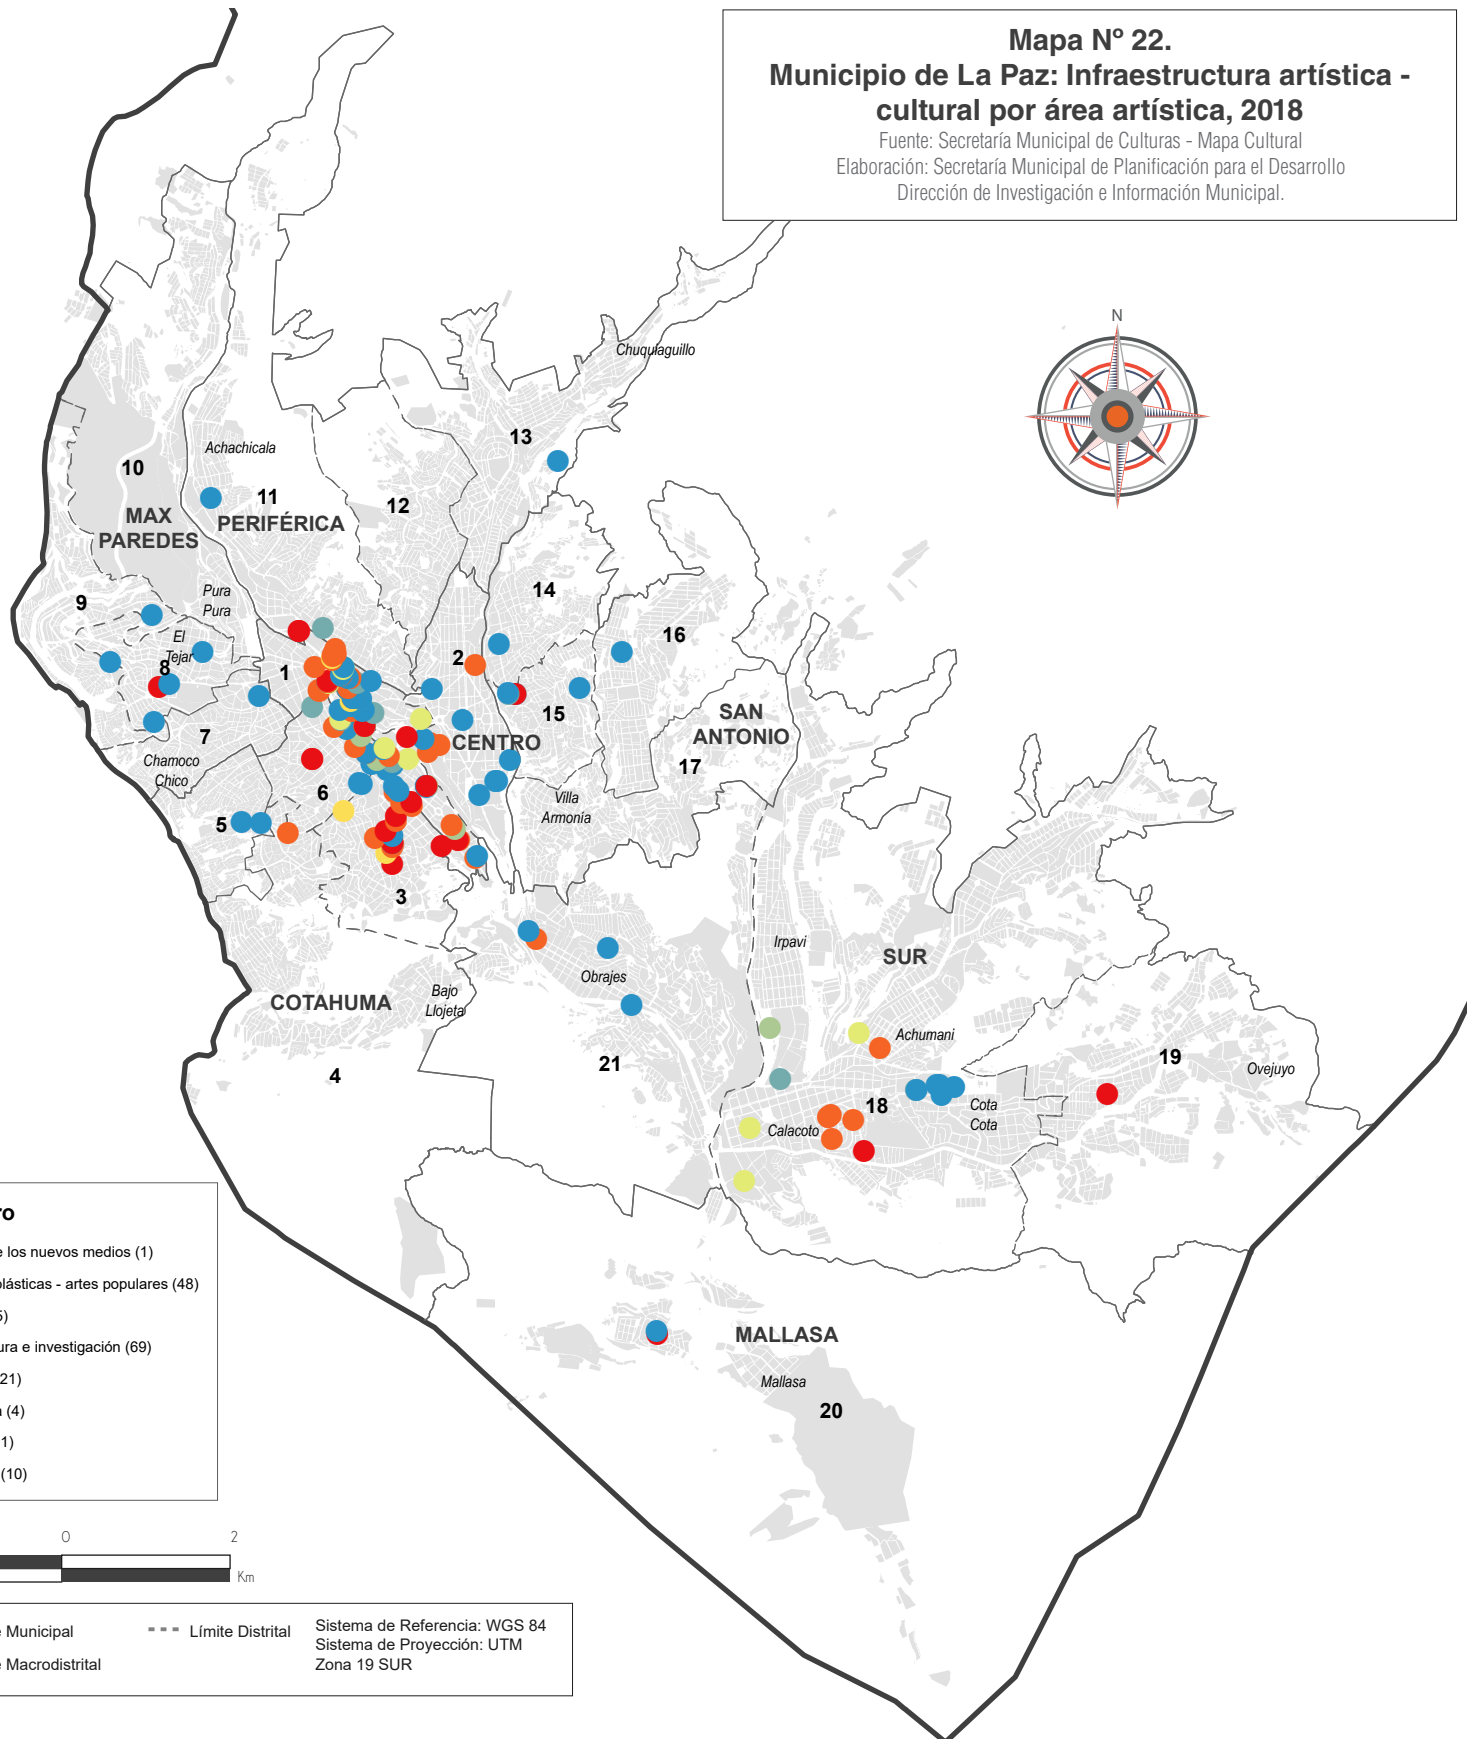 Mapa Nº 22.
Municipio de La Paz: Infraestructura artística -
cultural por área artística, 2018
Fuente: Secretaría Municipal de Culturas - Mapa Cultural
Elaboración: Secretaría Municipal de Planificación para el Desarrollo
Dirección de Investigación e Información Municipal.
N
Chuquiaguillo
13
Achachicala
10
11
12
MAX
PAREDES
PERIFÉRICA
Pura
Pura
9
14
El
Tejar
8
16
1
2
15
SAN
ANTONIO
7
CENTRO
Chamoco
Chico
17
6
Villa
Armonía
5
3
Irpavi
SUR
Obrajes
COTAHUMA
Bajo
Llojeta
Achumani
21
19
4
Ovejuyo
18
Cota
Cota
Calacoto
MALLASA
Mallasa
20
ro
e los nuevos medios (1)
olásticas - artes populares (48)
5)
ura e investigación (69)
21)
a (4)
1)
(10)
0 2
Km
e Municipal
Límite Distrital
e Macrodistrital
Sistema de Referencia: WGS 84
Sistema de Proyección: UTM
Zona 19 SUR